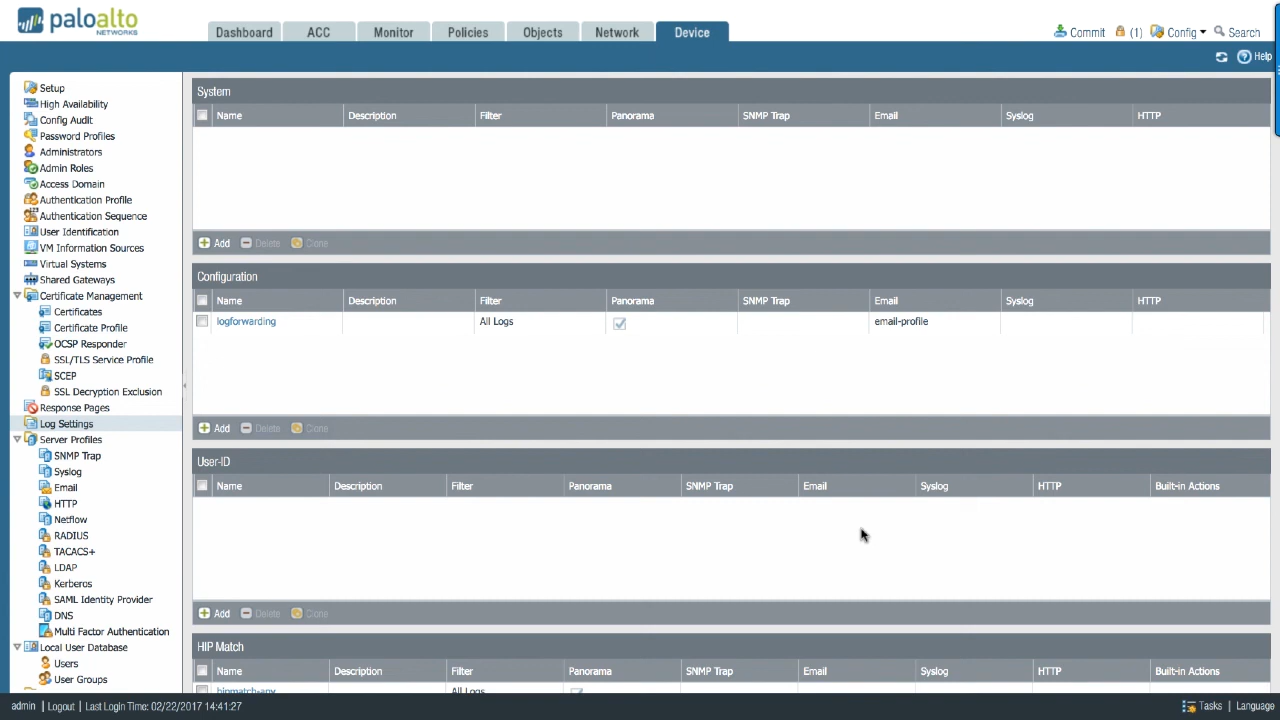 paloalto
NETWORKS
Dashboard ACC Monitor Policies Objects Network Device
Commit (1) Config Search
Help
Setup
High Availability
Config Audit
Password Profiles
Administrators
Admin Roles
Access Domain
Authentication Profile
Authentication Sequence
User Identification
VM Information Sources
Virtual Systems
Shared Gateways
Certificate Management
Certificates
Certificate Profile
OCSP Responder
SSL/TLS Service Profile
SCEP
SSL Decryption Exclusion
Response Pages
Log Settings
Server Profiles
SNMP Trap
Syslog
Email
HTTP
Netflow
RADIUS
TACACS+
LDAP
Kerberos
SAML Identity Provider
DNS
Multi Factor Authentication
Local User Database
Users
User Groups
System
Name Description Filter Panorama SNMP Trap Email Syslog HTTP
Add Delete Clone
Configuration
Name Description Filter Panorama SNMP Trap Email Syslog HTTP
logforwarding All Logs email-profile
Add Delete Clone
User-ID
Name Description Filter Panorama SNMP Trap Email Syslog HTTP Built-in Actions
Add Delete Clone
HIP Match
Name Description Filter Panorama SNMP Trap Email Syslog HTTP Built-in Actions
hipmatch-any All Logs
admin | Logout | Last Login Time: 02/22/2017 14:41:27
Tasks | Language